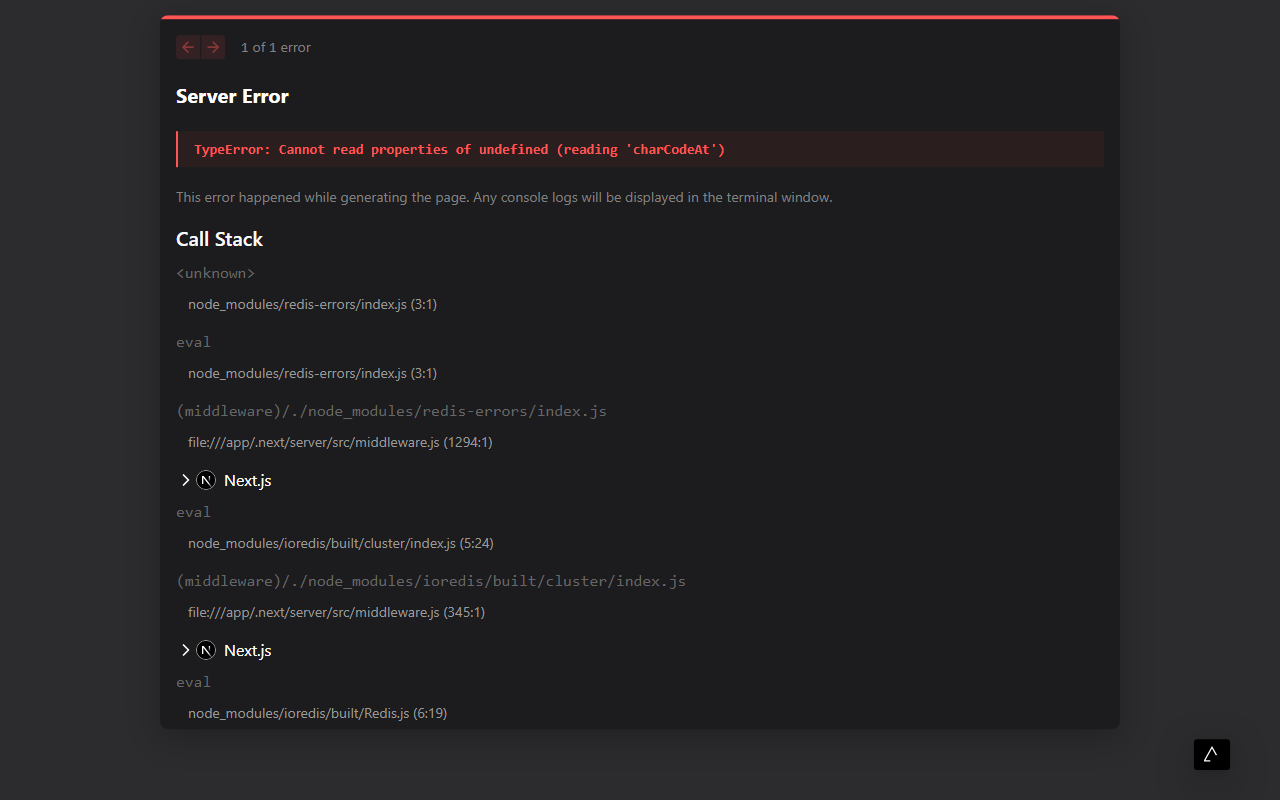 1 of 1 error
Server Error
TypeError: Cannot read properties of undefined (reading 'charCodeAt')
This error happened while generating the page. Any console logs will be displayed in the terminal window.
Call Stack
<unknown>
node_modules/redis-errors/index.js (3:1)
eval
node_modules/redis-errors/index.js (3:1)
(middleware)/./node_modules/redis-errors/index.js
file:///app/.next/server/src/middleware.js (1294:1)
N Next.js
eval
node_modules/ioredis/built/cluster/index.js (5:24)
(middleware)/./node_modules/ioredis/built/cluster/index.js
file:///app/.next/server/src/middleware.js (345:1)
N Next.js
eval
node_modules/ioredis/built/Redis.js (6:19)